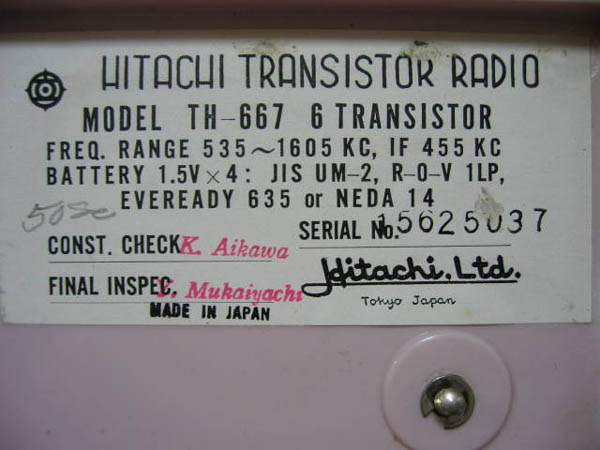 HITACHI TRANSISTOR RADIO
MODEL TH-667 6 TRANSISTOR
FREQ. RANGE 535~1605 KC, IF 455 KC
BATTERY 1.5V × 4: JIS UM-2, R-O-V 1LP,
EVEREADY 635 or NEDA 14
SERIAL No. 15625037
CONST. CHECK K. Aikawa
FINAL INSPEC. Mukaiyachi
Hitachi, Ltd.
Tokyo Japan
MADE IN JAPAN